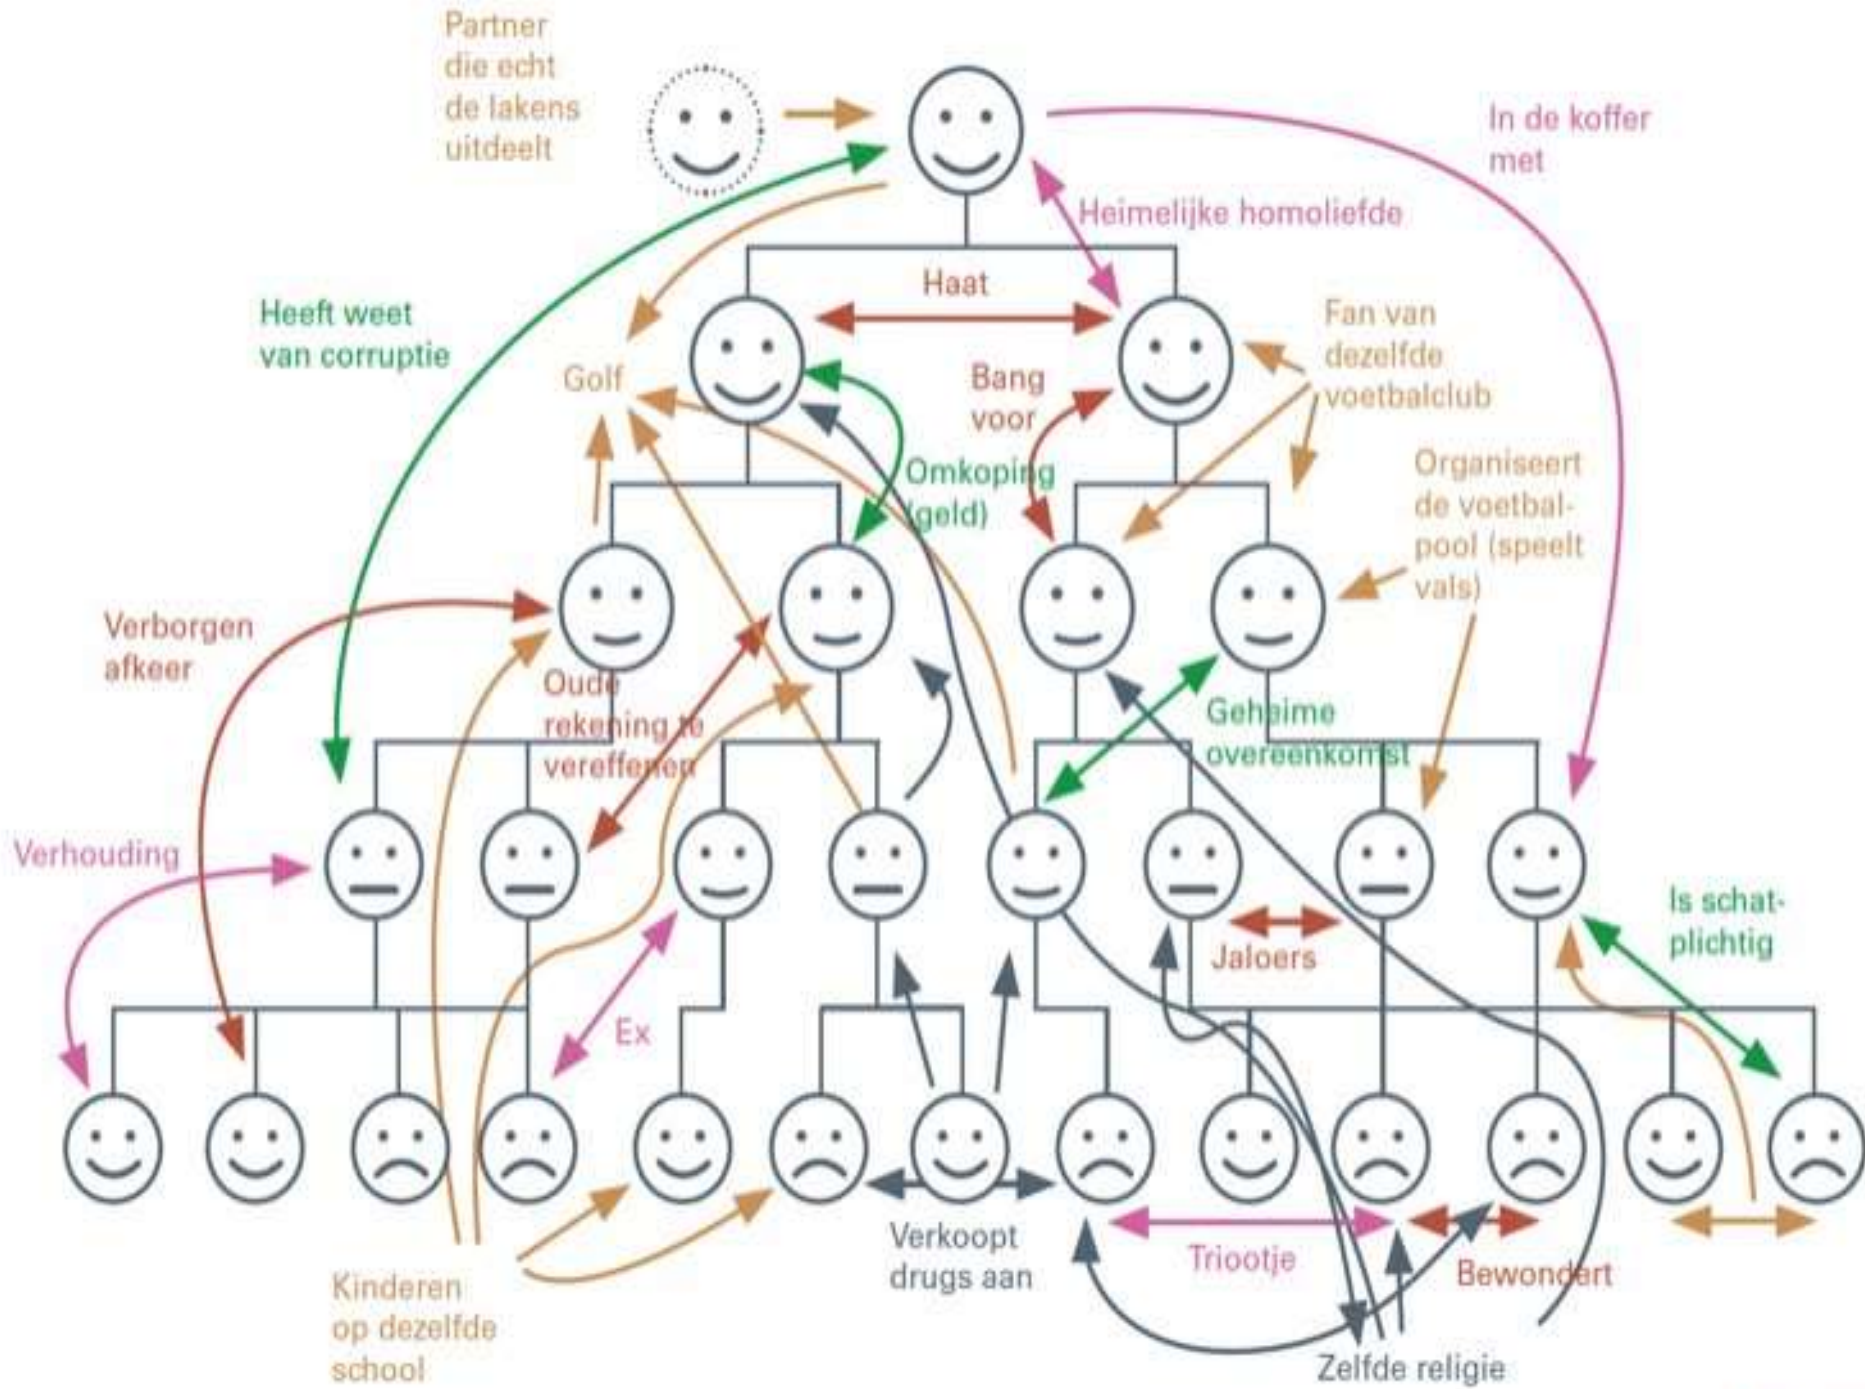 Partner
die echt
de lakens
uitdeelt
In de koffer
met
Heimelijke homoliefde
Haat
Heeft weet
van corruptie
Fan van
dezelfde
voetbalclub
Golf
Bang
voor
Omkoping
(geld)
Organiseert
de voetbal-
pool (speelt
vals)
Verborgen
afkeer
Oude
rekening te
vereffenen
Geheime
overeenkomst
Verhouding
Is schat-
plichtig
Jaloers
Ex
Verkoopt
drugs aan
Triootje
Bewondert
Kinderen
op dezelfde
school
Zelfde religie